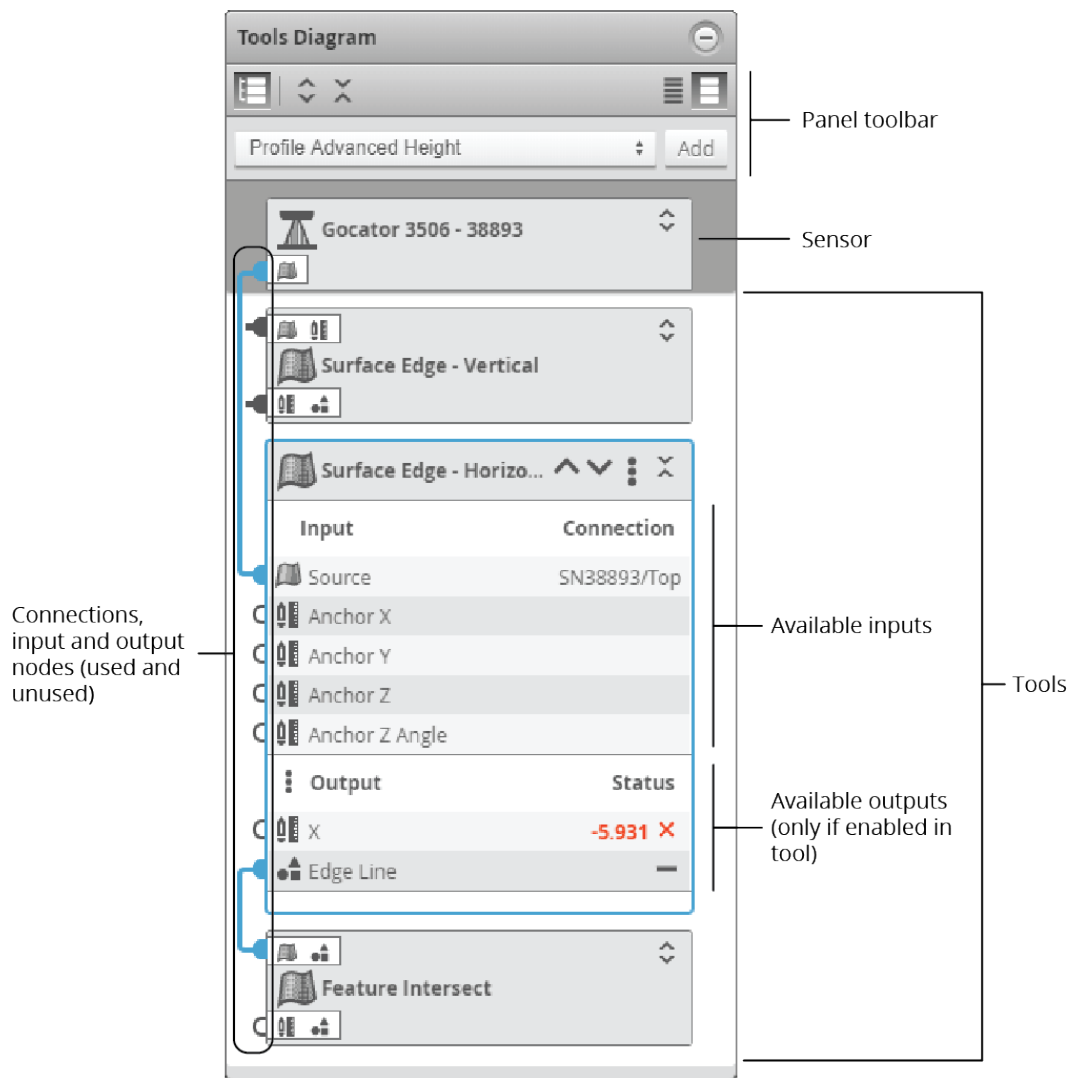 Tools Diagram
Profile Advanced Height
Add
Panel toolbar
Gocator 3506 - 38893
Sensor
Surface Edge - Vertical
Surface Edge - Horizo...
Input Connection
Source SN38893/Top
Anchor X
Anchor Y
Anchor Z
Anchor Z Angle
Output Status
X -5.931
Edge Line
Feature Intersect
Connections,
input and output
nodes (used and
unused)
Available inputs
Available outputs
(only if enabled in
tool)
Tools